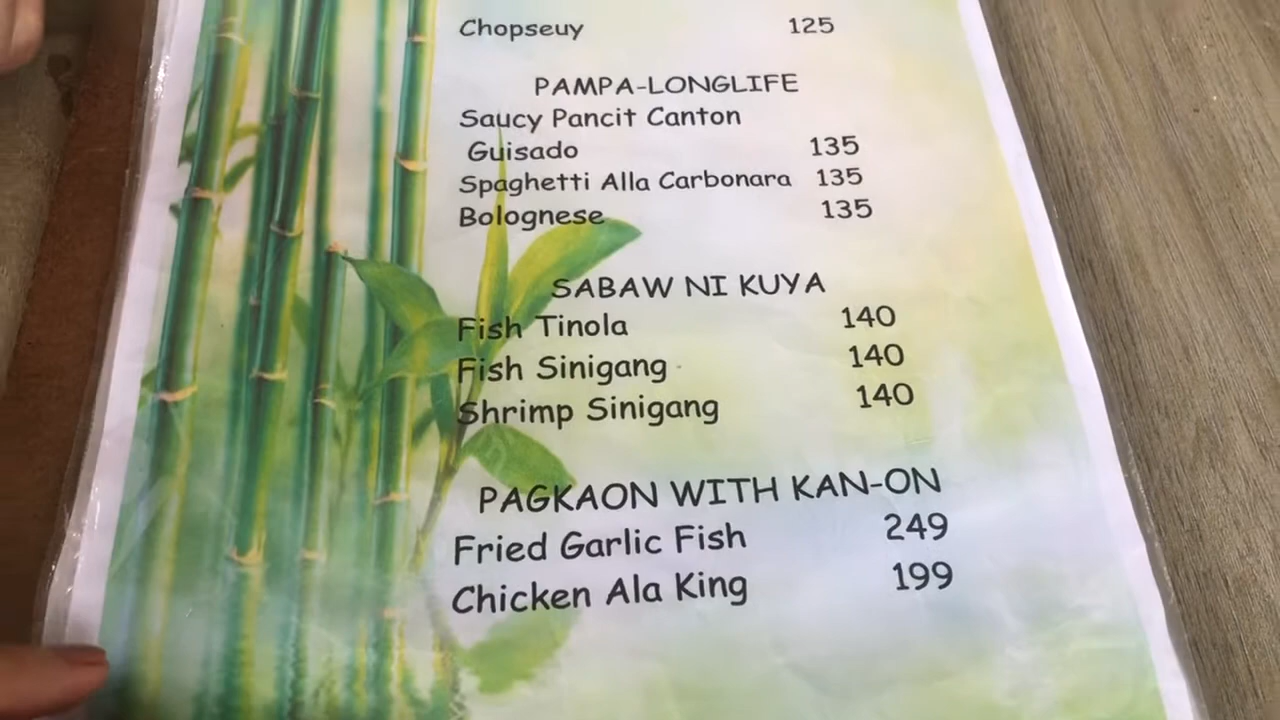 Chopseuy 125
PAMPA-LONGLIFE
Saucy Pancit Canton
Guisado 135
Spaghetti Alla Carbonara 135
Bolognese 135
SABAW NI KUYA
Fish Tinola 140
Fish Sinigang 140
Shrimp Sinigang 140
PAGKAON WITH KAN-ON
Fried Garlic Fish 249
Chicken Ala King 199